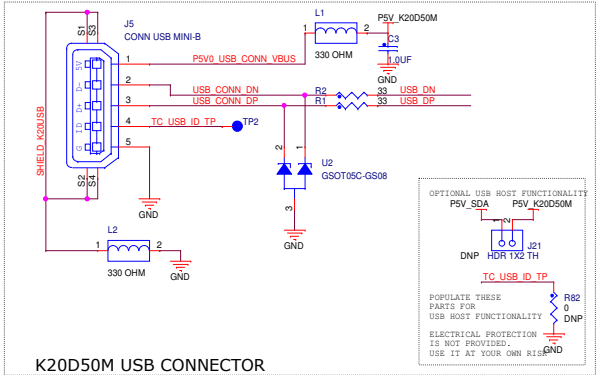 J5
CONN USB MINI-B
S1
S3
5V
D-
D+
ID
G
S2
S4
1
2
3
4
5
SHIELD_K20USB
P5V0_USB_CONN_VBUS
L1
1
2
330 OHM
P5V_K20D50M
C3
1.0UF
GND
USB_CONN_DN
R2
33
USB_DN
USB_CONN_DP
R1
33
USB_DP
TC_USB_ID_TP
TP2
2
1
U2
GSOT05C-GS08
3
GND
GND
L2
1
2
330 OHM
GND
OPTIONAL USB HOST FUNCTIONALITY
P5V_SDA
P5V_K20D50M
1
2
J21
DNP
HDR 1X2 TH
TC_USB_ID_TP
POPULATE THESE
PARTS FOR
USB HOST FUNCTIONALITY
R82
0
DNP
ELECTRICAL PROTECTION
IS NOT PROVIDED.
USE IT AT YOUR OWN RISK
GND
K20D50M USB CONNECTOR